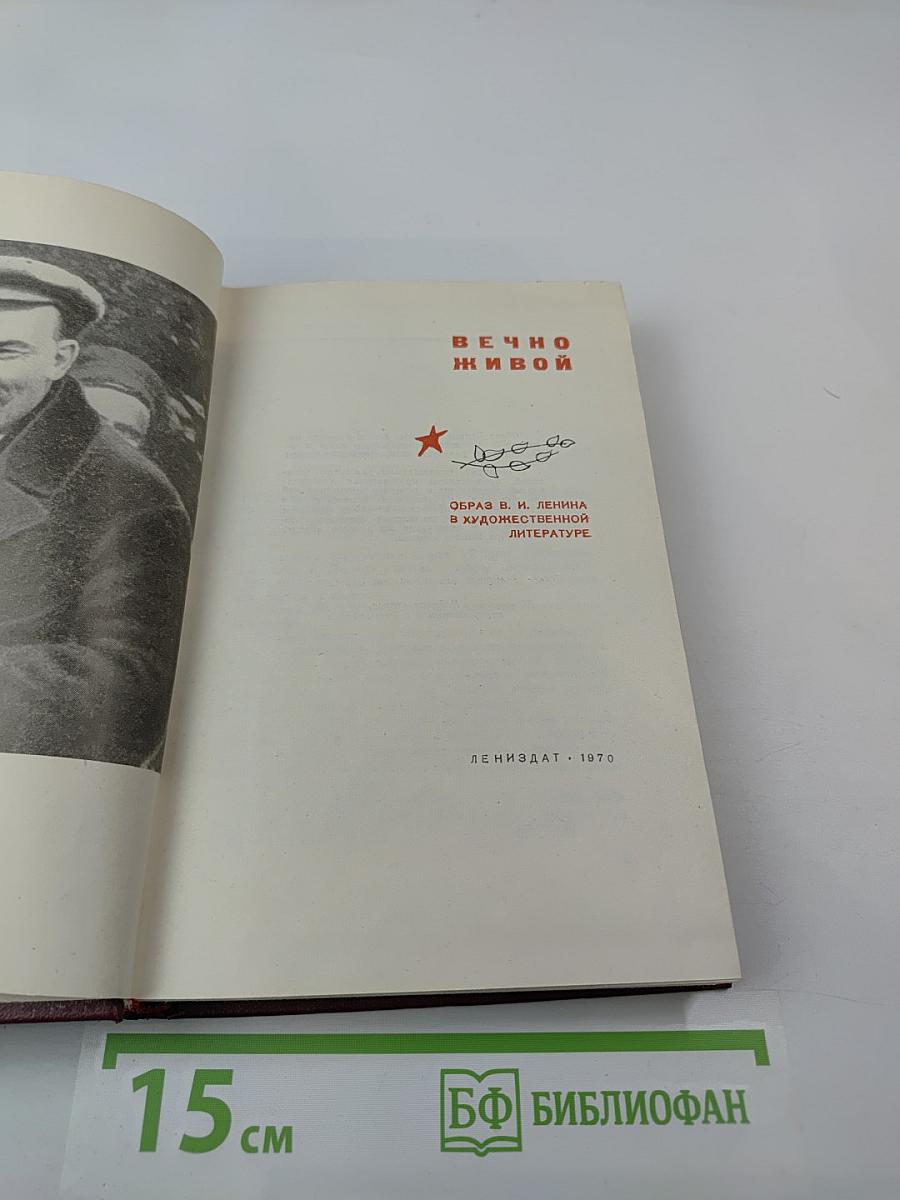 ВЕЧНО
ЖИВОЙ
ОБРАЗ В. И. ЛЕНИНА
В ХУДОЖЕСТВЕННОЙ
ЛИТЕРАТУРЕ
ЛЕНИЗДАТ • 1970
15 см
БФ БИБЛИОФАН